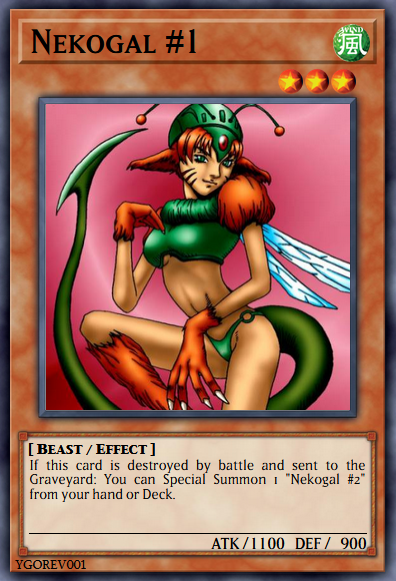 Nekogal #1
WIND
風
[ Beast / Effect ]
If this card is destroyed by battle and sent to the
Graveyard: You can Special Summon 1 "Nekogal #2"
from your hand or Deck.
ATK / 1100 DEF / 900
YGOREV001